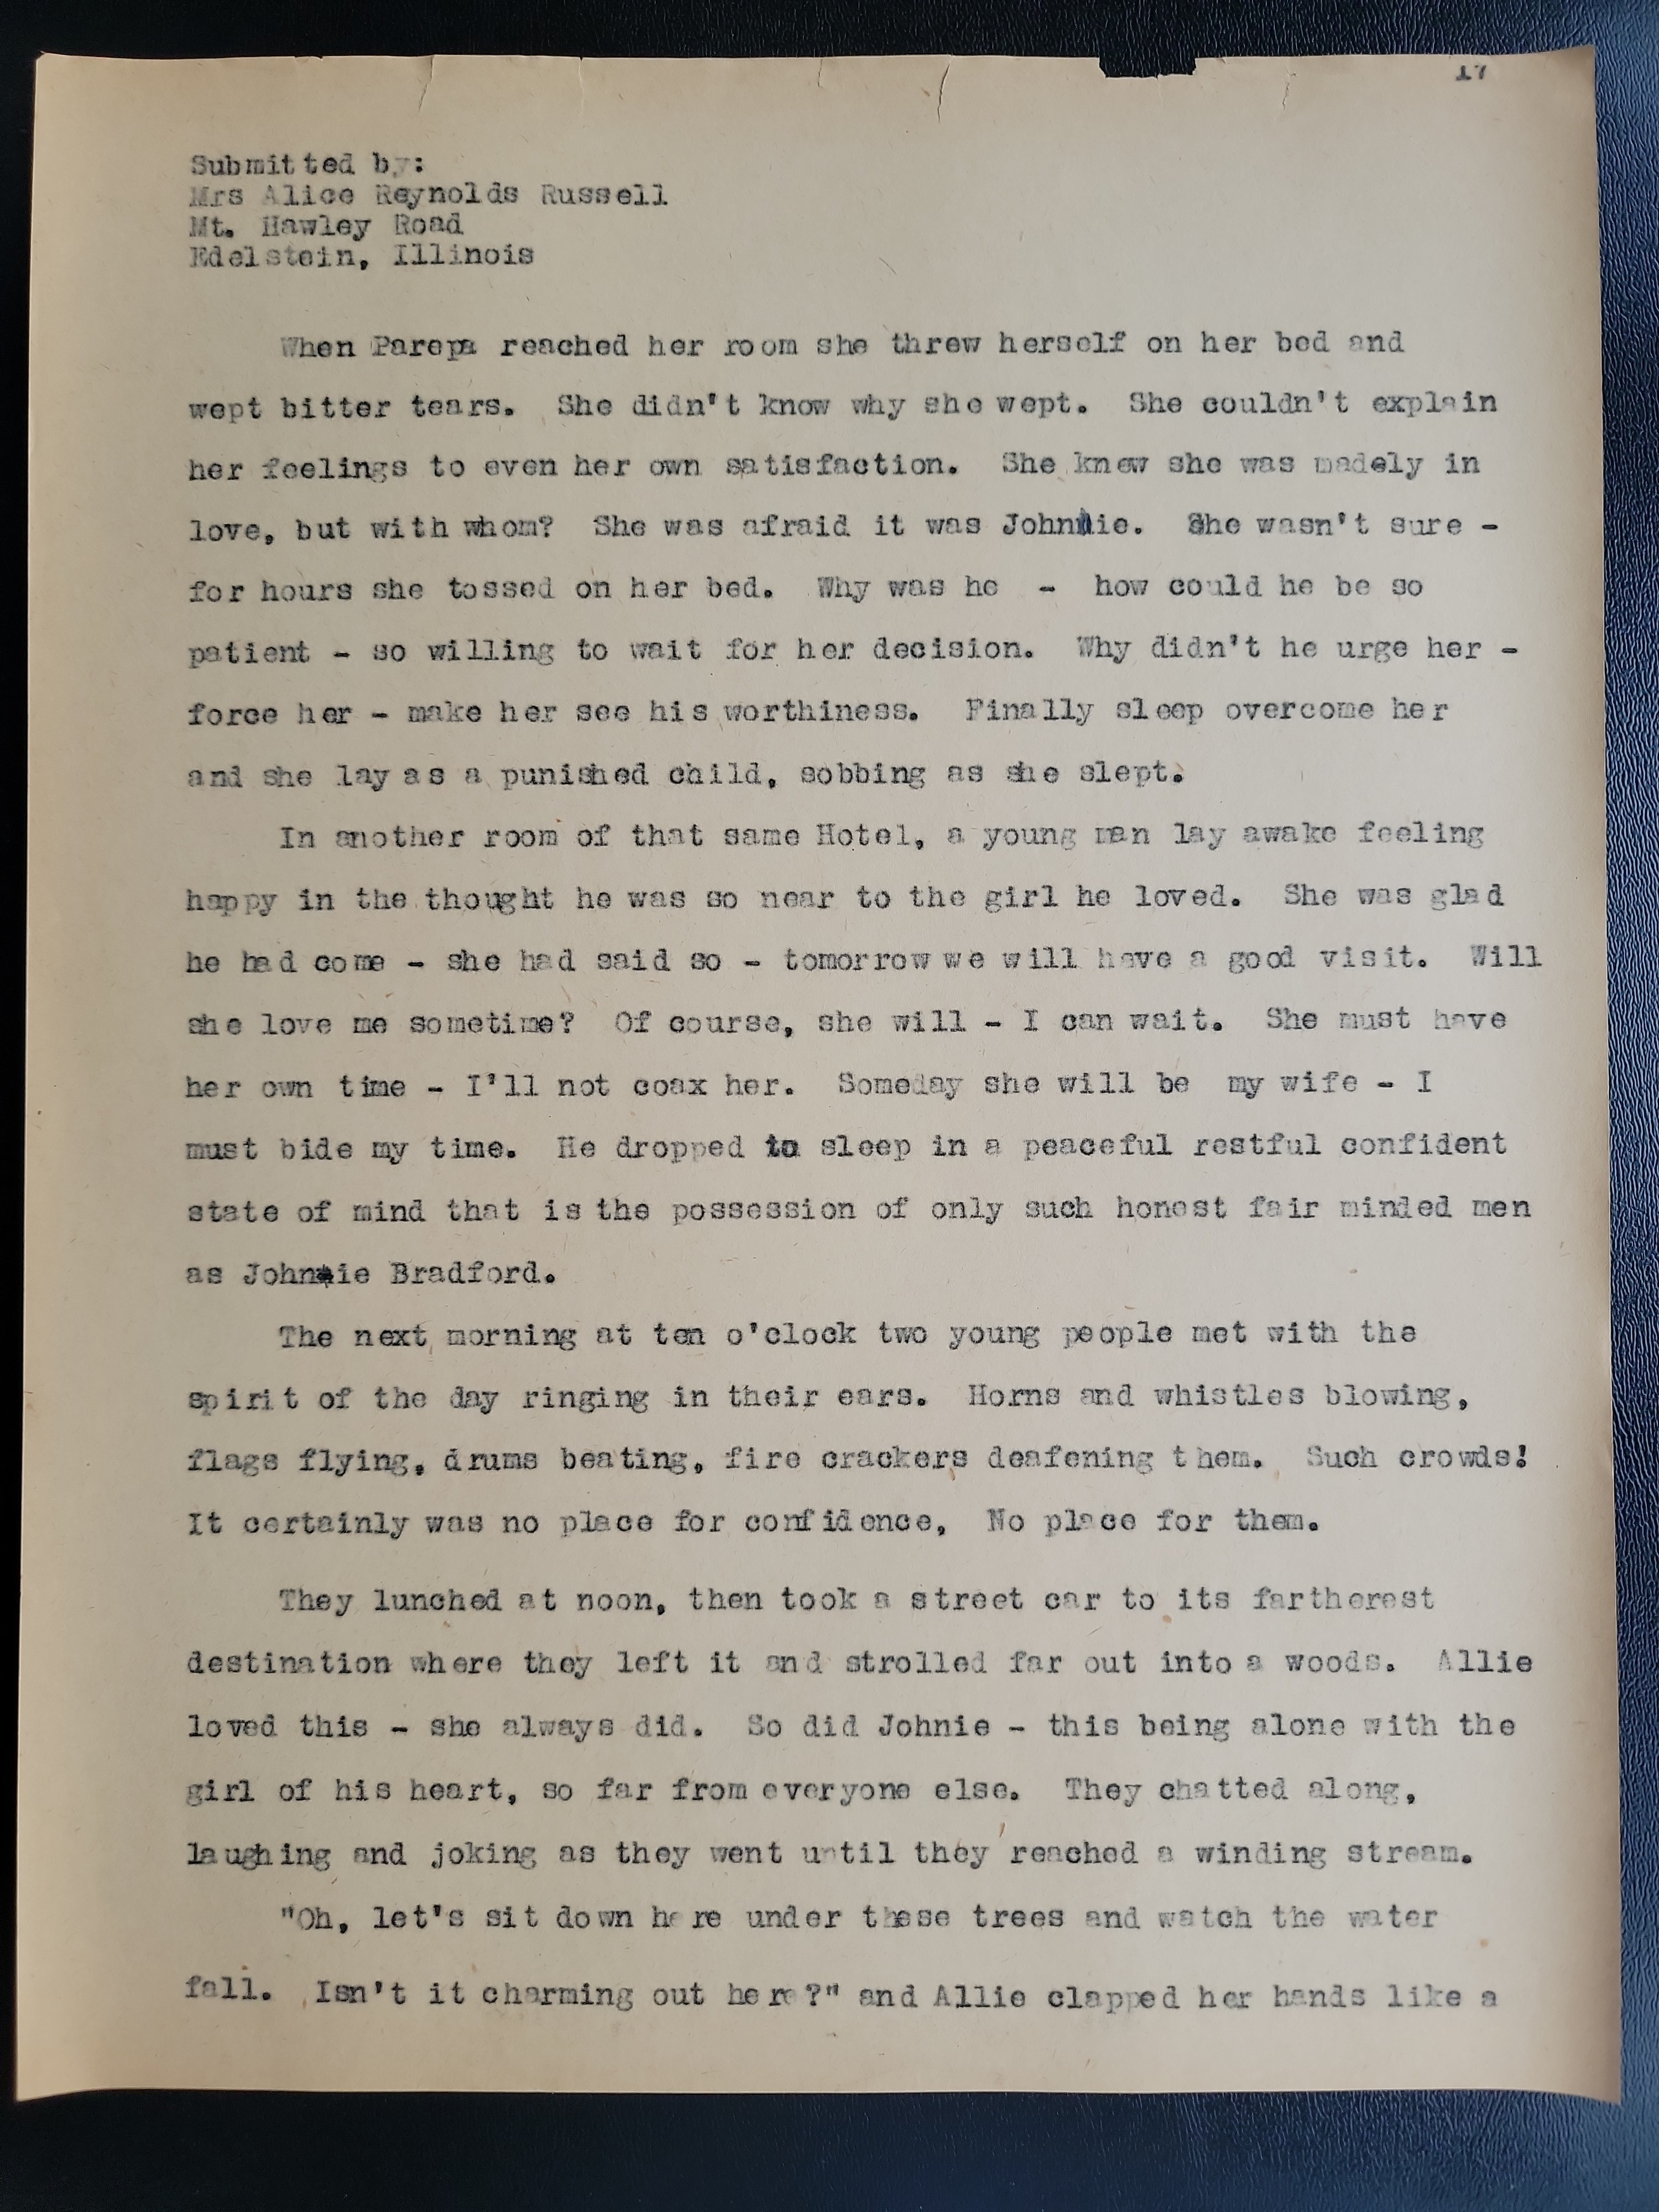 17
Submitted by:
Mrs Alice Reynolds Russell
Mt. Hawley Road
Edelstein, Illinois
When Parepa reached her room she threw herself on her bed and
wept bitter tears. She didn't know why she wept. She couldn't explain
her feelings to even her own satisfaction. She knew she was madely in
love, but with whom? She was afraid it was Johnnie. She wasn't sure -
for hours she tossed on her bed. Why was he - how could he be so
patient - so willing to wait for her decision. Why didn't he urge her -
force her - make her see his worthiness. Finally sleep overcome her
and she lay as a punished child, sobbing as she slept.
In another room of that same Hotel, a young man lay awake feeling
happy in the thought he was so near to the girl he loved. She was glad
he had come - she had said so - tomorrow we will have a good visit. Will
she love me sometime? Of course, she will - I can wait. She must have
her own time - I'll not coax her. Someday she will be my wife - I
must bide my time. He dropped to sleep in a peaceful restful confident
state of mind that is the possession of only such honest fair minded men
as Johnie Bradford.
The next morning at ten o'clock two young people met with the
spirit of the day ringing in their ears. Horns and whistles blowing,
flags flying, drums beating, fire crackers deafening them. Such crowds!
It certainly was no place for confidence, No place for them.
They lunched at noon, then took a street car to its fartherest
destination where they left it and strolled far out into a woods. Allie
loved this - she always did. So did Johnie - this being alone with the
girl of his heart, so far from everyone else. They chatted along,
laughing and joking as they went until they reached a winding stream.
"Oh, let's sit down here under these trees and watch the water
fall. Isn't it charming out here?" and Allie clapped her hands like a